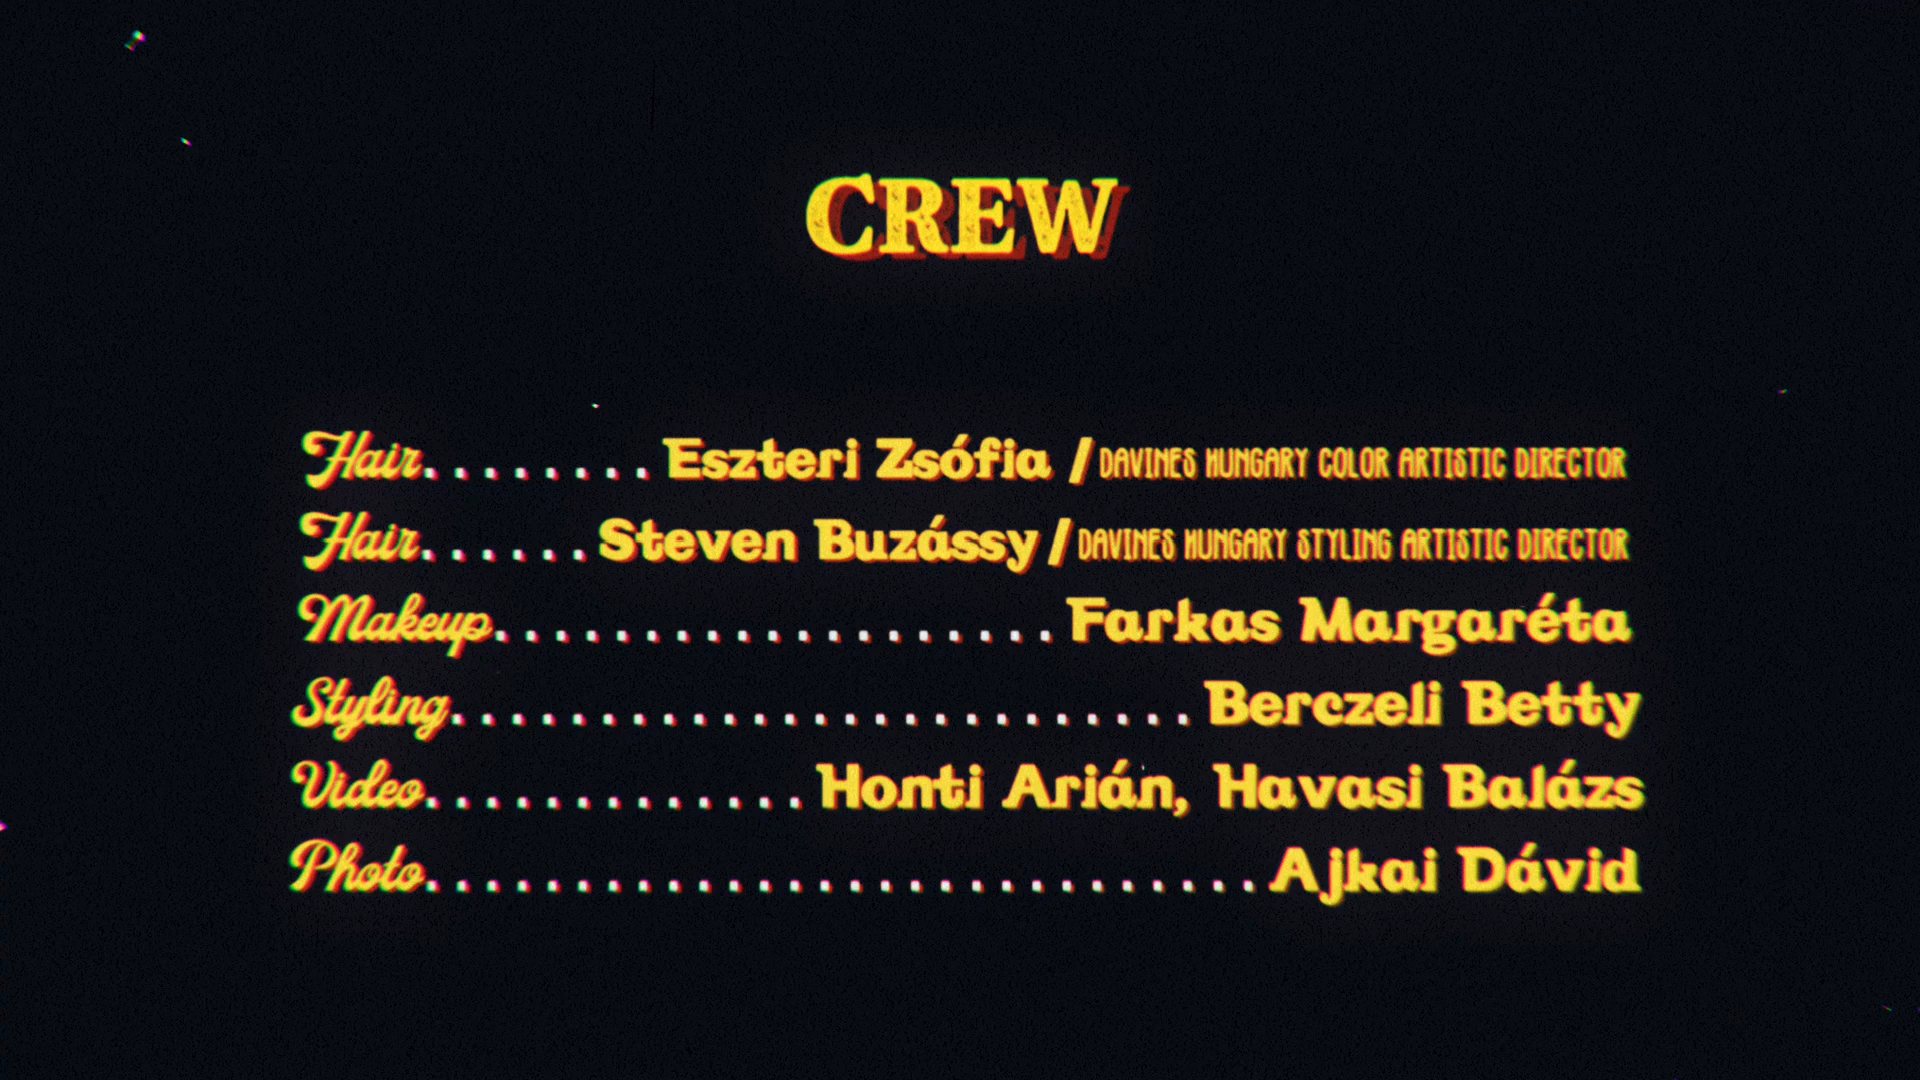 CREW
Hair........Eszteri Zsófia / DAVINES HUNGARY COLOR ARTISTIC DIRECTOR
Hair......Steven Buzássy / DAVINES HUNGARY STYLING ARTISTIC DIRECTOR
Makeup...................Farkas Margaréta
Styling.........................Berczeli Betty
Video.............Honti Arián, Havasi Balázs
Photo............................Ajkai Dávid